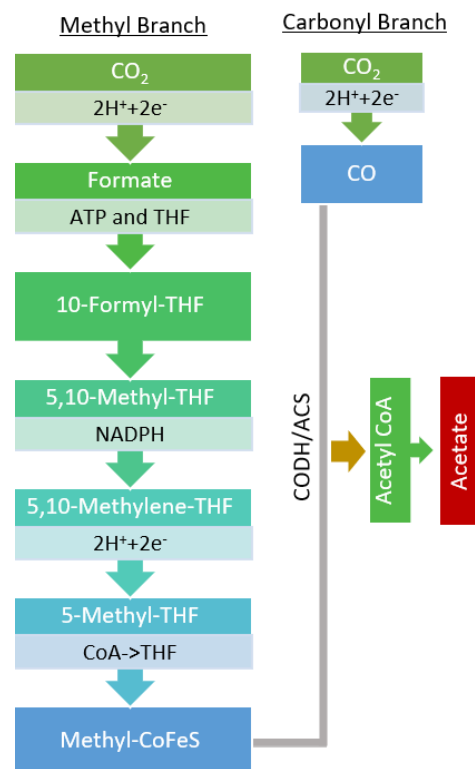 Methyl Branch
CO₂
2H⁺+2e⁻
Formate
ATP and THF
10-Formyl-THF
5,10-Methyl-THF
NADPH
5,10-Methylene-THF
2H⁺+2e⁻
5-Methyl-THF
CoA->THF
Methyl-CoFeS
Carbonyl Branch
CO₂
2H⁺+2e⁻
CO
CODH/ACS
Acetyl CoA
Acetate